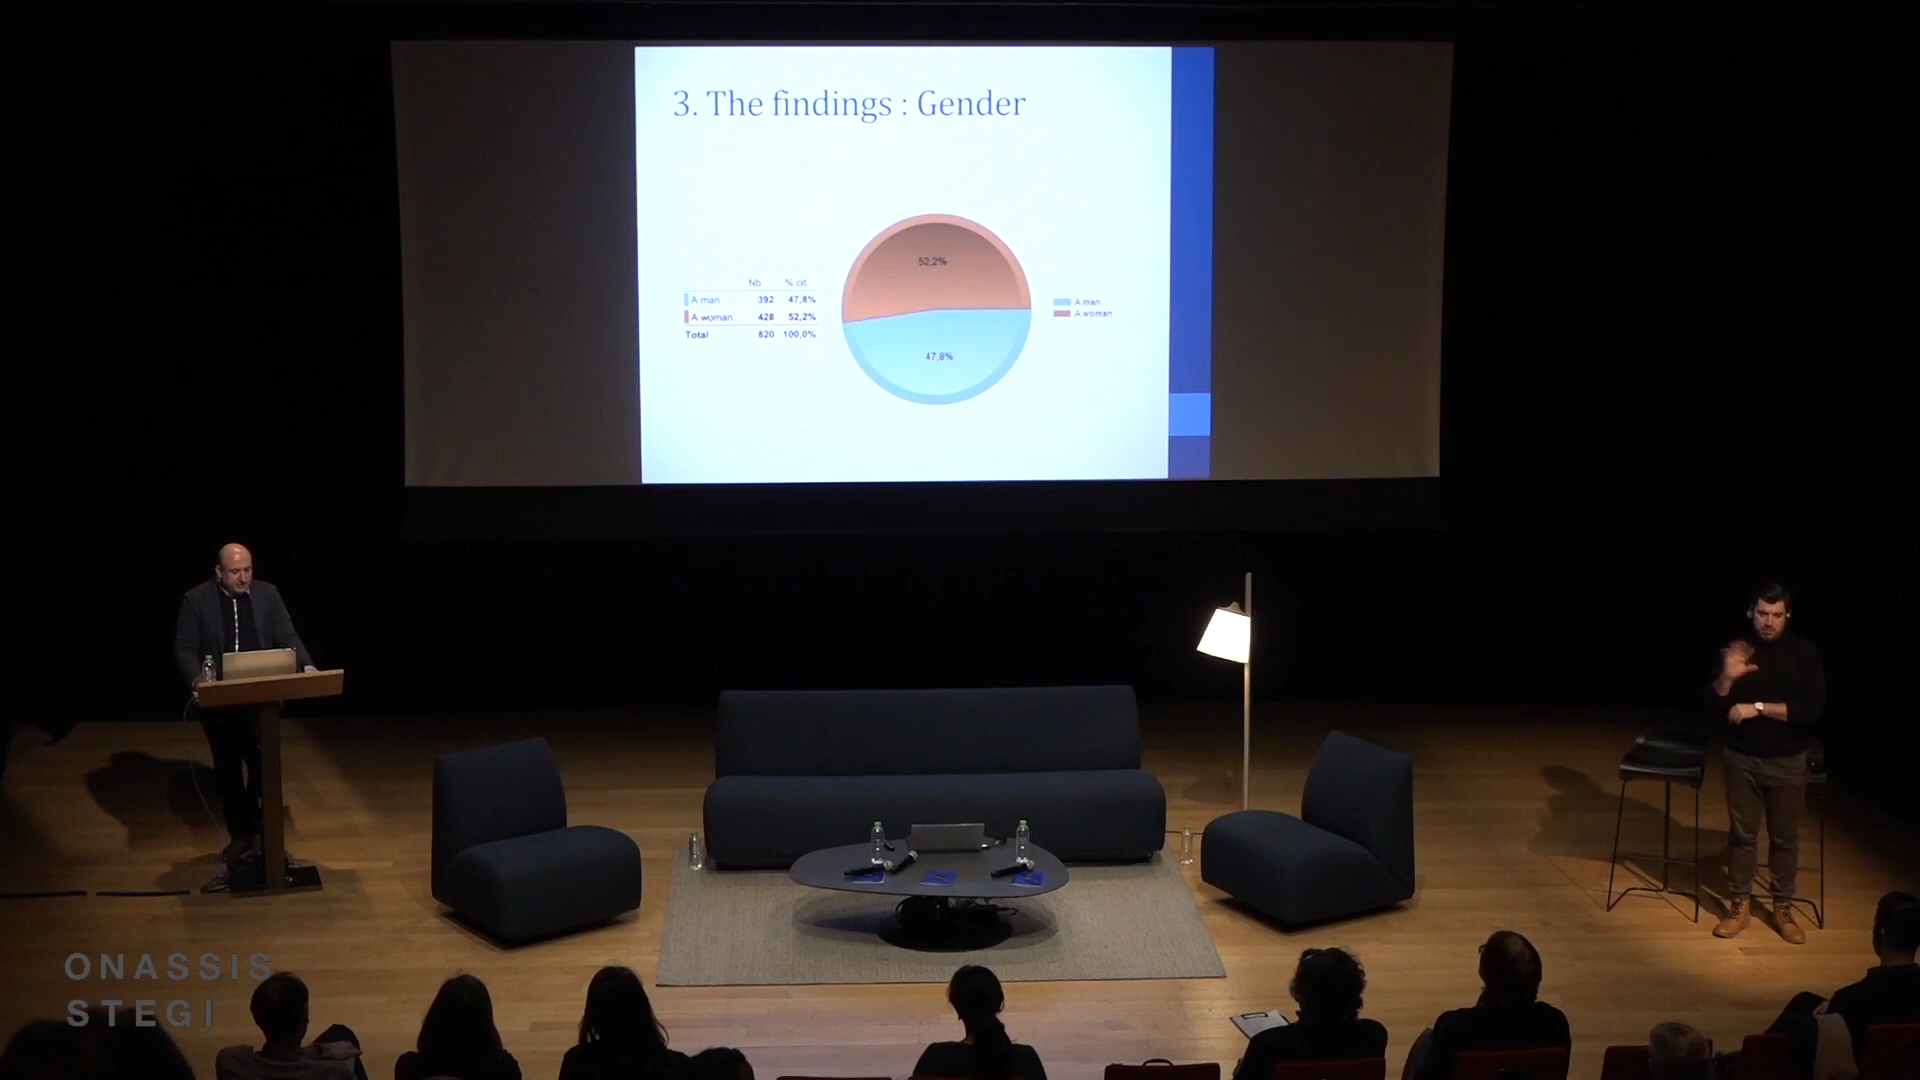 3. The findings : Gender
52,2%
Nb % cit.
A man 392 47,8%
A woman 428 52,2%
Total 820 100,0%
47,8%
A man
A woman
ONASSIS
STEGI